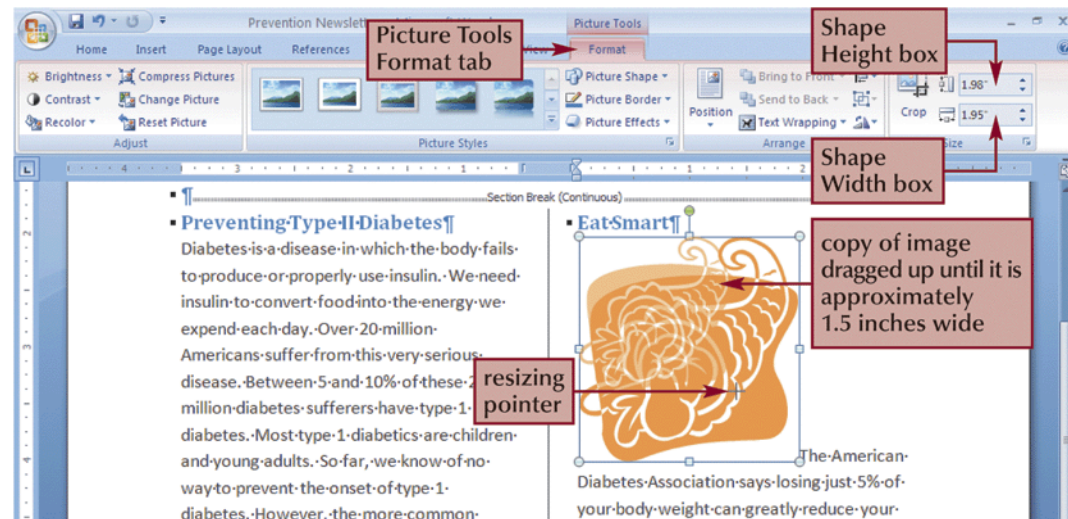 Prevention Newslett
Picture Tools
Home Insert Page Layout References View Format
Picture Tools
Format tab
Shape
Height box
Brightness
Contrast
Recolor
Compress Pictures
Change Picture
Reset Picture
Adjust
Picture Styles
Picture Shape
Picture Border
Picture Effects
Position
Bring to Front
Send to Back
Text Wrapping
Arrange
Crop
1.98"
1.95"
Size
Shape
Width box
L
4 3 2 1 1 2
Section Break (Continuous)
Preventing·Type·II·Diabetes¶
Diabetes·is·a·disease·in·which·the·body·fails·
to·produce·or·properly·use·insulin.·We·need·
insulin·to·convert·food·into·the·energy·we·
expend·each·day.·Over·20·million·
Americans·suffer·from·this·very·serious·
disease.·Between·5·and·10%·of·these·
million·diabetes·sufferers·have·type·1·
diabetes.·Most·type·1·diabetics·are·children·
and·young·adults.·So·far,·we·know·of·no·
way·to·prevent·the·onset·of·type·1·
diabetes.·However,·the·more·common·
Eat·Smart¶
copy of image
dragged up until it is
approximately
1.5 inches wide
resizing
pointer
The·American·
Diabetes·Association·says·losing·just·5%·of·
your·body·weight·can·greatly·reduce·your·